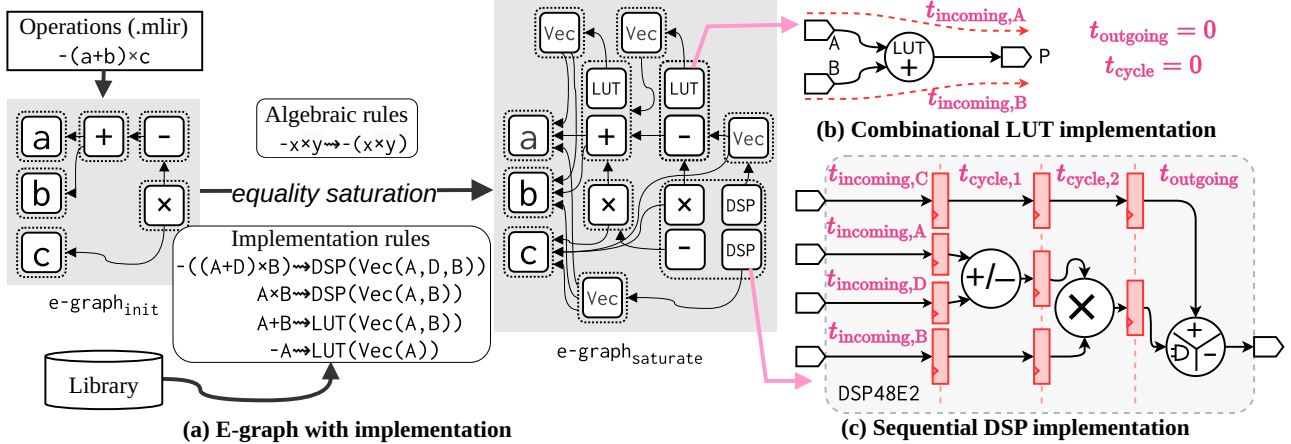 Operations (.mlir)
-(a+b)×c
a
+
-
b
×
c
e-graph_init
Algebraic rules
-x×y⇝-(x×y)
equality saturation
Implementation rules
-((A+D)×B)⇝DSP(Vec(A,D,B))
A×B⇝DSP(Vec(A,B))
A+B⇝LUT(Vec(A,B))
-A⇝LUT(Vec(A))
Library
(a) E-graph with implementation
Vec
Vec
LUT
LUT
a
+
-
Vec
b
×
×
DSP
c
-
DSP
Vec
e-graph_saturate
t_incoming,A
A
LUT
+
P
B
t_incoming,B
t_outgoing = 0
t_cycle = 0
(b) Combinational LUT implementation
t_incoming,C
t_cycle,1
t_cycle,2
t_outgoing
t_incoming,A
+/−
t_incoming,D
×
t_incoming,B
+
−
DSP48E2
(c) Sequential DSP implementation